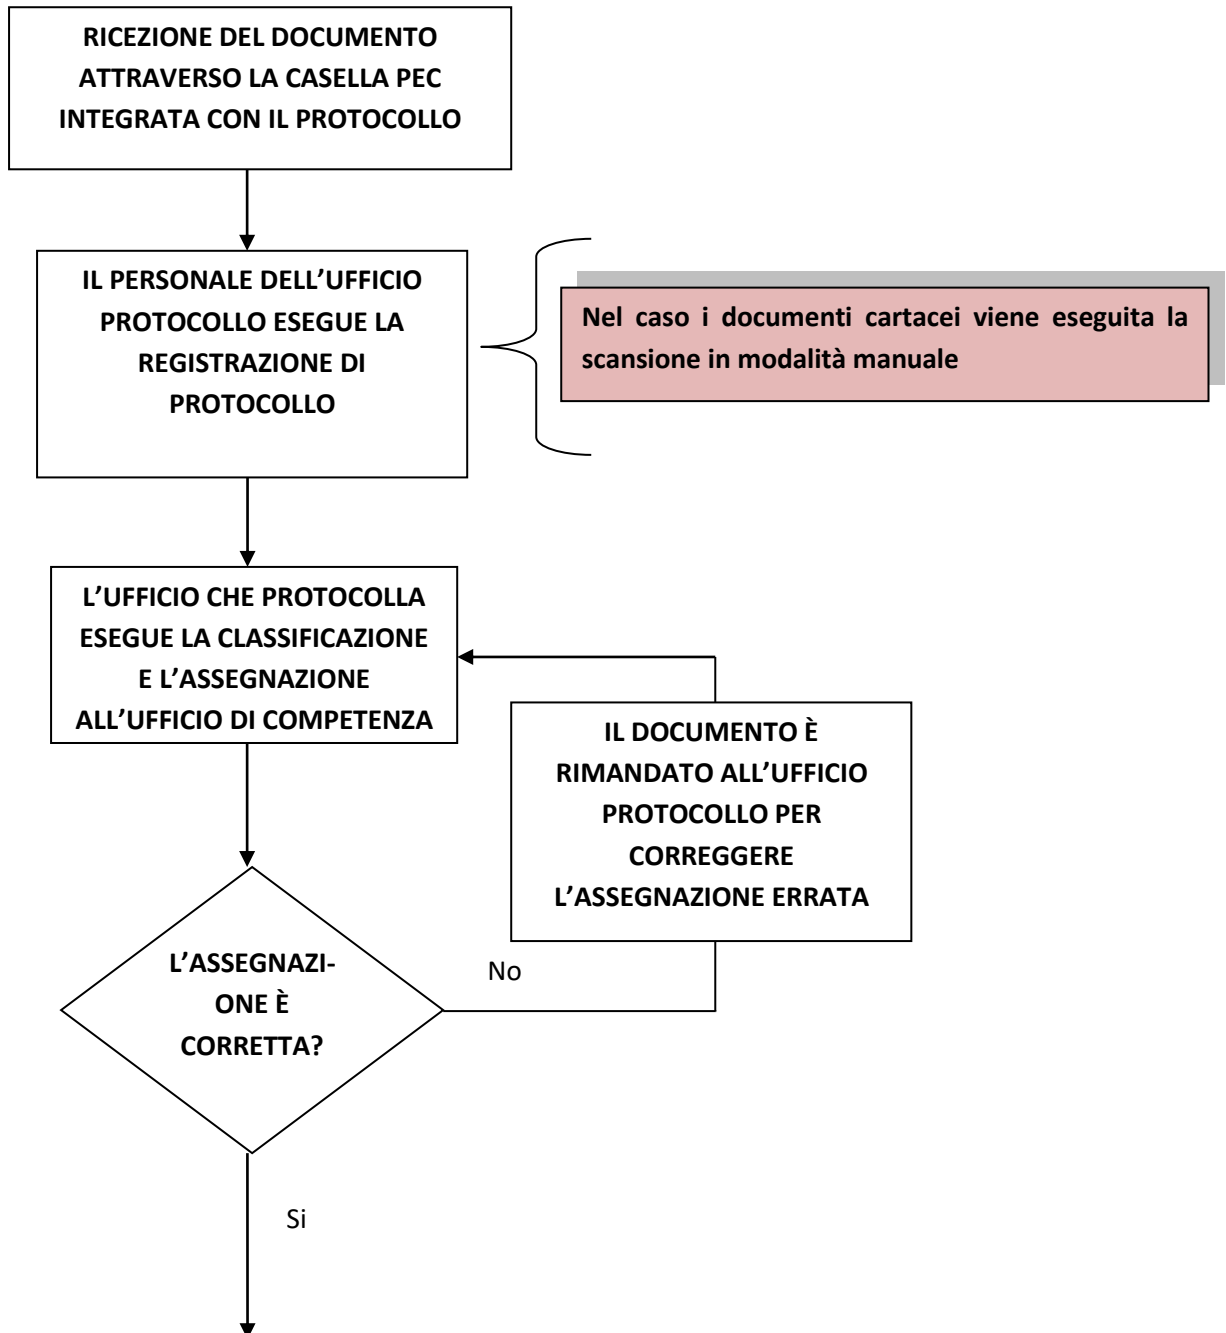 RICEZIONE DEL DOCUMENTO
ATTRAVERSO LA CASELLA PEC
INTEGRATA CON IL PROTOCOLLO
IL PERSONALE DELL’UFFICIO
PROTOCOLLO ESEGUE LA
REGISTRAZIONE DI
PROTOCOLLO
Nel caso i documenti cartacei viene eseguita la
scansione in modalità manuale
L’UFFICIO CHE PROTOCOLLA
ESEGUE LA CLASSIFICAZIONE
E L’ASSEGNAZIONE
ALL’UFFICIO DI COMPETENZA
IL DOCUMENTO È
RIMANDATO ALL’UFFICIO
PROTOCOLLO PER
CORREGGERE
L’ASSEGNAZIONE ERRATA
L’ASSEGNAZI-
ONE È
CORRETTA?
No
Si